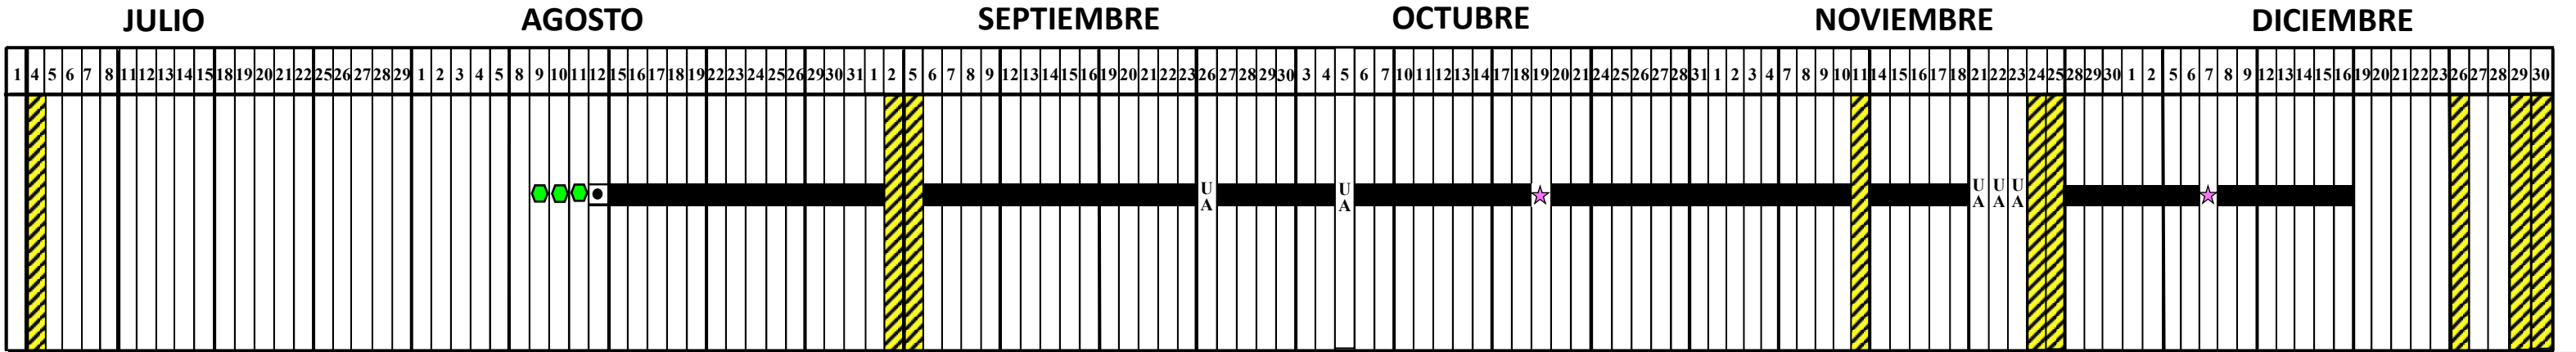 JULIO AGOSTO SEPTIEMBRE OCTUBRE NOVIEMBRE DICIEMBRE
1 4 5 6 7 8 11 12 13 14 15 18 19 20 21 22 25 26 27 28 29 1 2 3 4 5 8 9 10 11 12 15 16 17 18 19 22 23 24 25 26 29 30 31 1 2 5 6 7 8 9 12 13 14 15 16 19 20 21 22 23 26 27 28 29 30 3 4 5 6 7 10 11 12 13 14 17 18 19 20 21 24 25 26 27 28 31 1 2 3 4 7 8 9 10 11 14 15 16 17 18 21 22 23 24 25 28 29 30 1 2 5 6 7 8 9 12 13 14 15 16 19 20 21 22 23 26 27 28 29 30
U U U U U
A A A A A